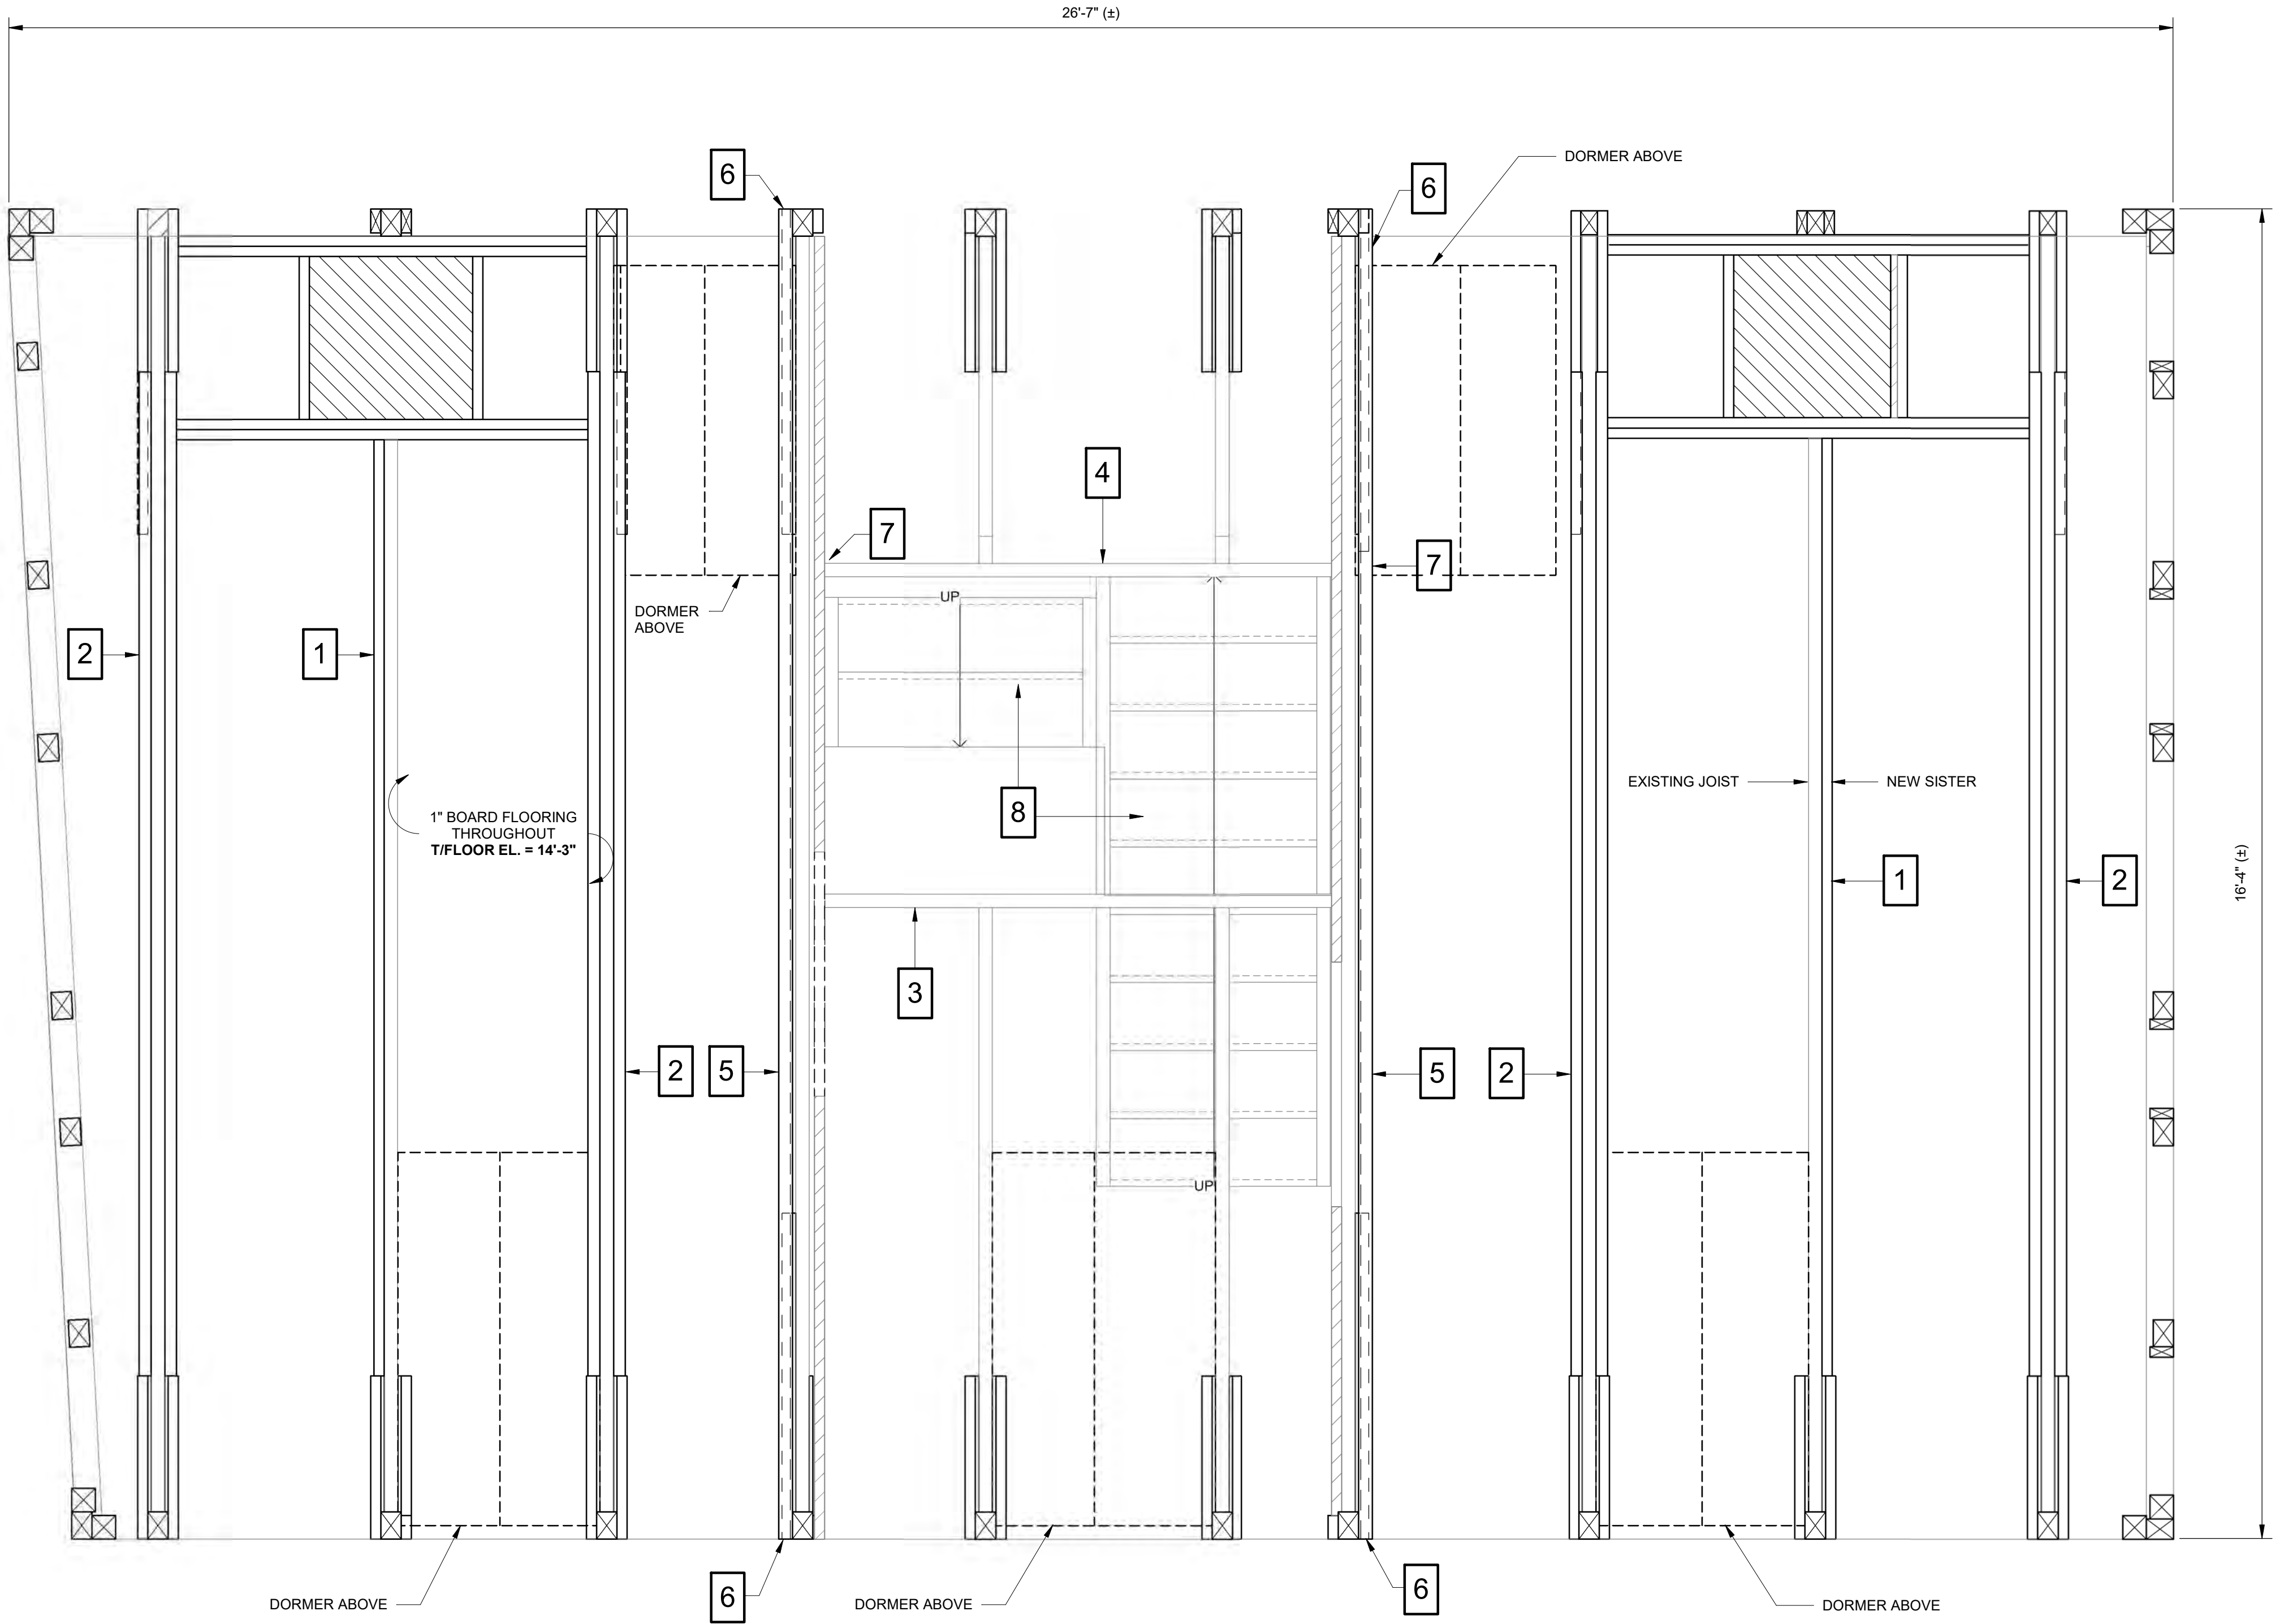 26'-7" (±)
DORMER ABOVE
6
6
4
7
7
UP
DORMER
ABOVE
2
1
8
EXISTING JOIST
NEW SISTER
1" BOARD FLOORING
THROUGHOUT
T/FLOOR EL. = 14'-3"
16'-4" (±)
1
2
3
2
5
5
2
UP
6
6
DORMER ABOVE
DORMER ABOVE
DORMER ABOVE